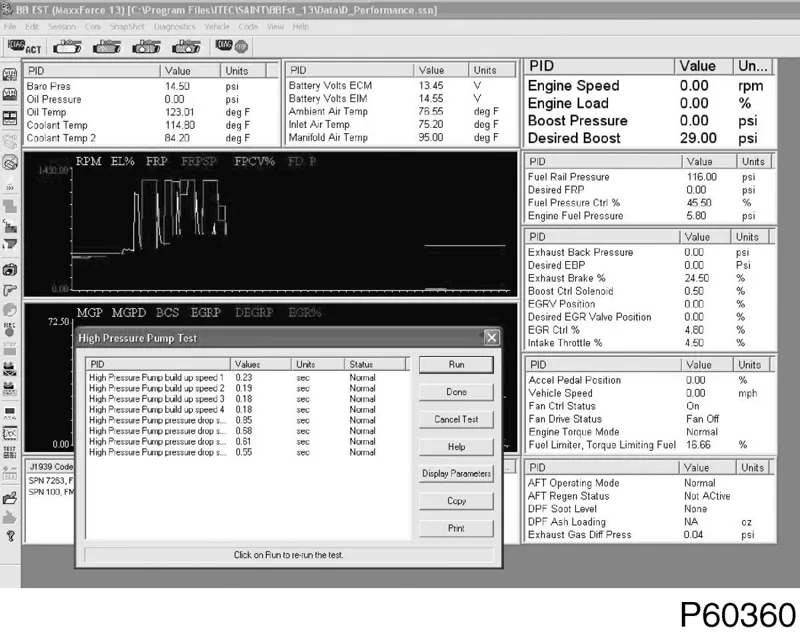 BB EST (MaxxForce 13) [C:\Program Files\ITEC\SAINT\BBEst_13\Data\D_Performance.ssn]
File Edit Session Com SnapShot Diagnostics Vehicle Code View Help
DIAG ACT DIAG
PID Value Units
Baro Pres 14.50 psi
Oil Pressure 0.00 psi
Oil Temp 123.01 deg F
Coolant Temp 114.80 deg F
Coolant Temp 2 84.20 deg F
PID Value Units
Battery Volts ECM 13.45 V
Battery Volts EIM 14.55 V
Ambient Air Temp 76.55 deg F
Inlet Air Temp 75.20 deg F
Manifold Air Temp 95.00 deg F
PID Value Un...
Engine Speed 0.00 rpm
Engine Load 0.00 %
Boost Pressure 0.00 psi
Desired Boost 29.00 psi
RPM EL% FRP FRPSP FPCV%
0.00
PID Value Units
Fuel Rail Pressure 116.00 psi
Desired FRP 0.00 psi
Fuel Pressure Ctrl % 45.50 %
Engine Fuel Pressure 5.80 psi
PID Value Units
Exhaust Back Pressure 0.00 psi
Desired EBP 0.00 Psi
Exhaust Brake % 24.50 %
Boost Ctrl Solenoid 0.50 %
EGRV Position 0.00 %
Desired EGR Valve Position 0.00 %
EGR Ctrl % 4.80 %
Intake Throttle % 4.50 %
MGP MGPD BCS EGRP DEGRP EGR%
72.50
0.00
High Pressure Pump Test
PID Values Units Status
High Pressure Pump build up speed 1 0.23 sec Normal
High Pressure Pump build up speed 2 0.19 sec Normal
High Pressure Pump build up speed 3 0.18 sec Normal
High Pressure Pump build up speed 4 0.18 sec Normal
High Pressure Pump pressure drop s... 0.85 sec Normal
High Pressure Pump pressure drop s... 0.68 sec Normal
High Pressure Pump pressure drop s... 0.61 sec Normal
High Pressure Pump pressure drop s... 0.55 sec Normal
Run
Done
Cancel Test
Help
Display Parameters
Copy
Print
Click on Run to re-run the test.
J1939 Code
SPN 7253, F
SPN 100, FM
PID Value Units
Accel Pedal Position 0.00 %
Vehicle Speed 0.00 mph
Fan Ctrl Status On
Fan Drive Status Fan Off
Engine Torque Mode Normal
Fuel Limiter, Torque Limiting Fuel 16.66 %
PID Value Units
AFT Operating Mode Normal
AFT Regen Status Not ACtive
DPF Soot Level None
DPF Ash Loading NA oz
Exhaust Gas Diff Press 0.04 psi
P60360